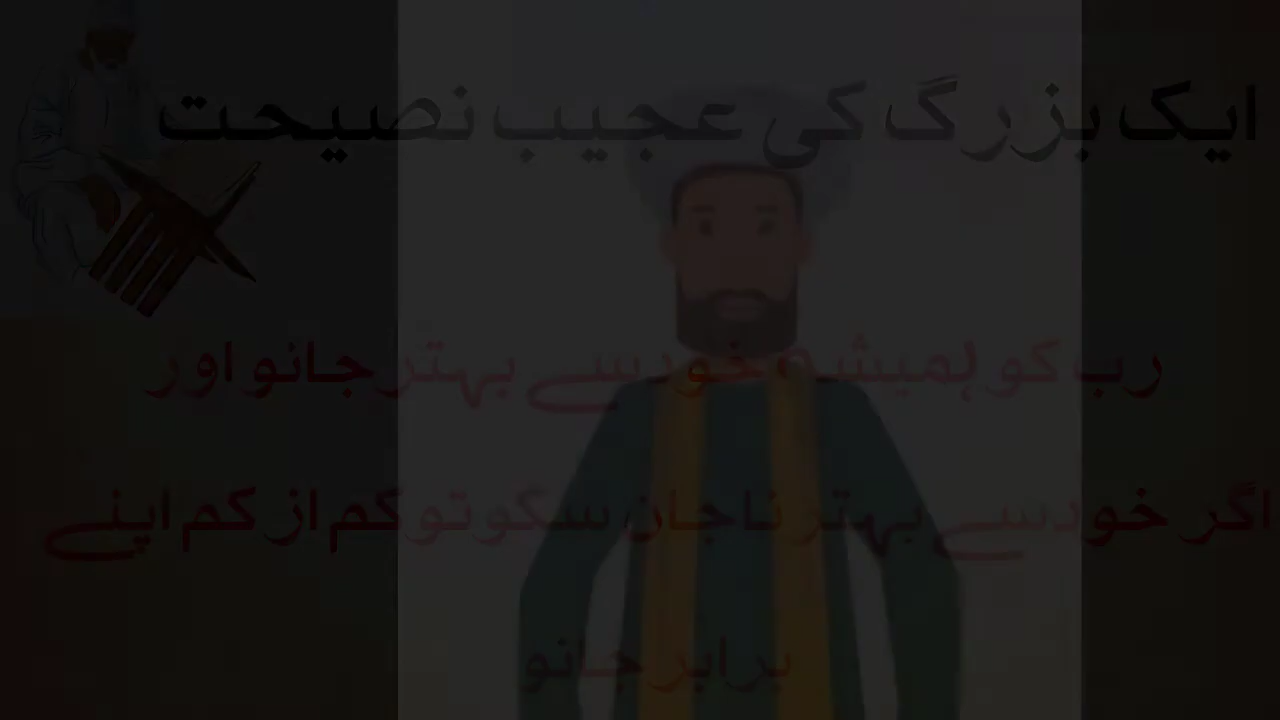 ایک بزرگ کی عجیب نصیحت
رب کو ہمیشہ خود سے بہتر جانو اور
اگر خود سے بہتر نا جان سکو تو کم از کم اپنے
برابر جانو